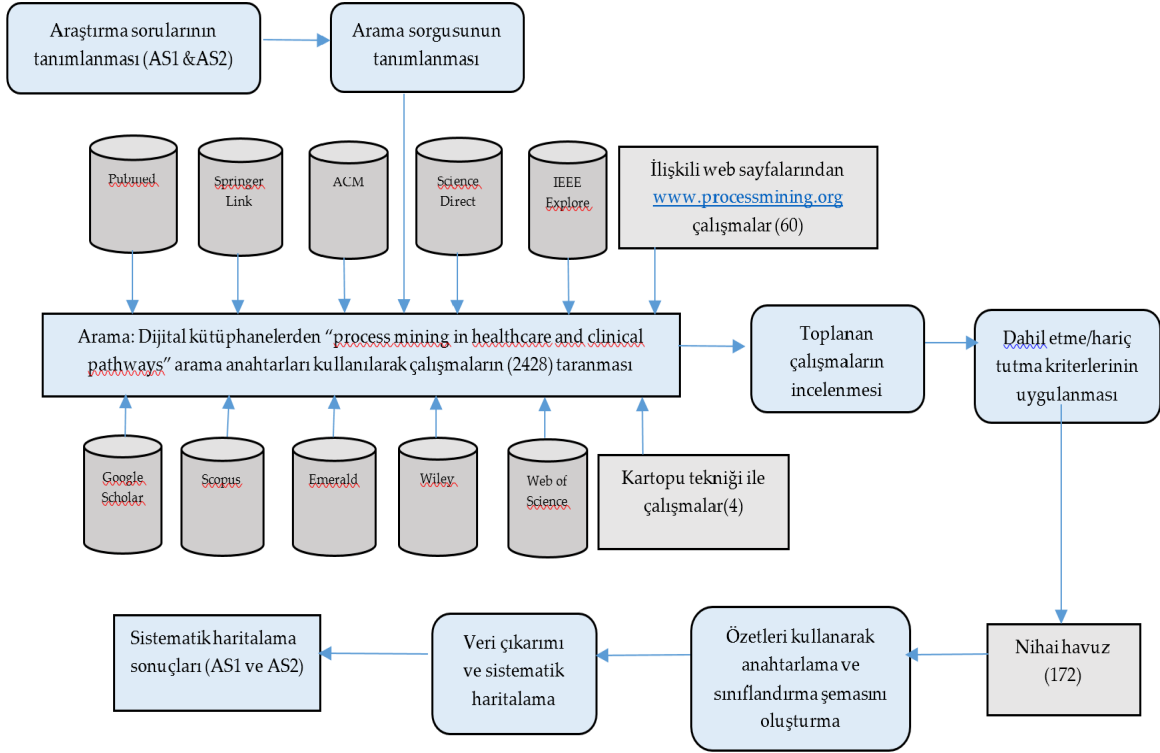 Araştırma sorularının
tanımlanması (AS1 &AS2)
Arama sorgusunun
tanımlanması
Pubmed
Springer
Link
ACM
Science
Direct
IEEE
Explore
İlişkili web sayfalarından
www.processmining.org
çalışmalar (60)
Arama: Dijital kütüphanelerden “process mining in healthcare and clinical
pathways” arama anahtarları kullanılarak çalışmaların (2428) taranması
Toplanan
çalışmaların
incelenmesi
Dahil etme/hariç
tutma kriterlerinin
uygulanması
Google
Scholar
Scopus
Emerald
Wiley
Web of
Science
Kartopu tekniği ile
çalışmalar(4)
Sistematik haritalama
sonuçları (AS1 ve AS2)
Veri çıkarımı
ve sistematik
haritalama
Özetleri kullanarak
anahtarlama ve
sınıflandırma şemasını
oluşturma
Nihai havuz
(172)